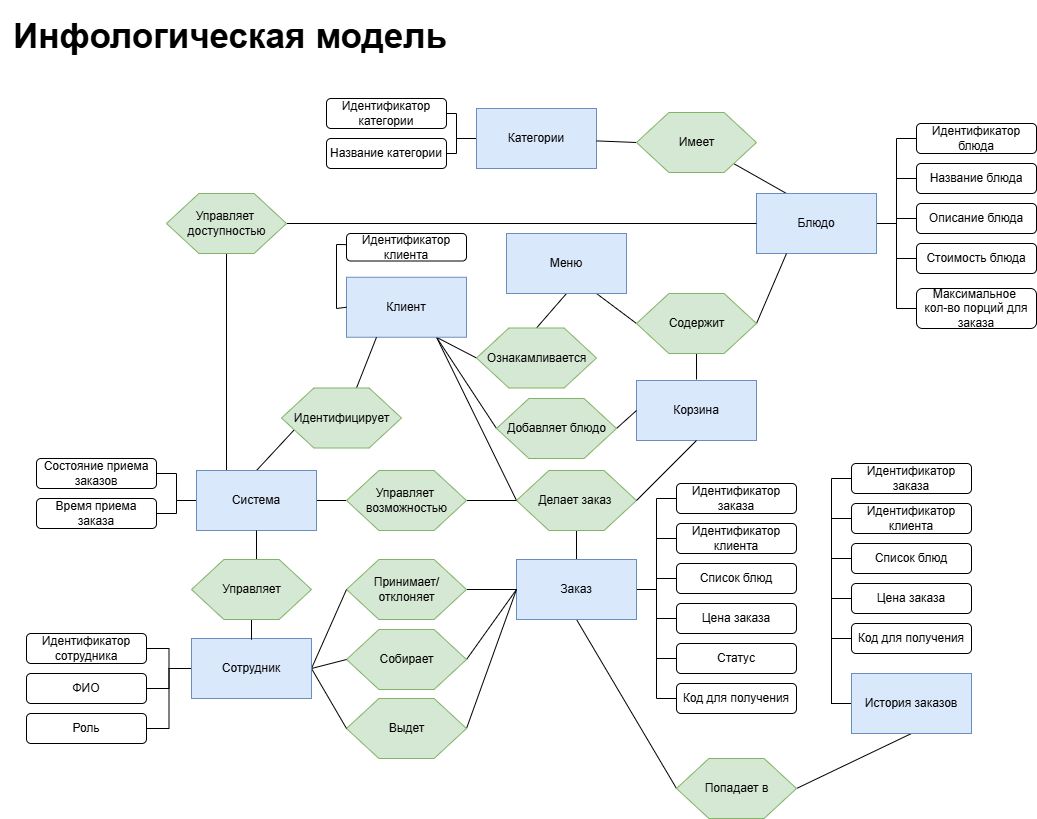 Инфологическая модель
Идентификатор
категории
Название категории
Категории
Имеет
Идентификатор
блюда
Название блюда
Описание блюда
Стоимость блюда
Максимальное
кол-во порций для
заказа
Блюдо
Управляет
доступностью
Идентификатор
клиента
Клиент
Меню
Содержит
Ознакамливается
Идентифицирует
Добавляет блюдо
Корзина
Состояние приема
заказов
Время приема
заказа
Система
Управляет
возможностью
Делает заказ
Идентификатор
заказа
Идентификатор
клиента
Список блюд
Цена заказа
Статус
Код для получения
Идентификатор
заказа
Идентификатор
клиента
Список блюд
Цена заказа
Код для получения
История заказов
Управляет
Принимает/
отклоняет
Заказ
Идентификатор
сотрудника
ФИО
Роль
Сотрудник
Собирает
Выдет
Попадает в